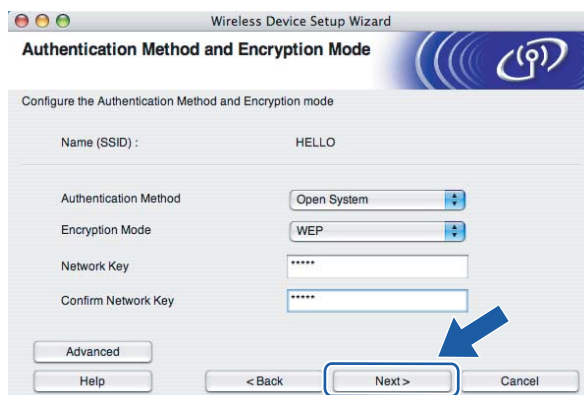 Wireless Device Setup Wizard
Authentication Method and Encryption Mode
Configure the Authentication Method and Encryption mode
Name (SSID) : HELLO
Authentication Method Open System
Encryption Mode WEP
Network Key *****
Confirm Network Key *****
Advanced
Help < Back Next > Cancel